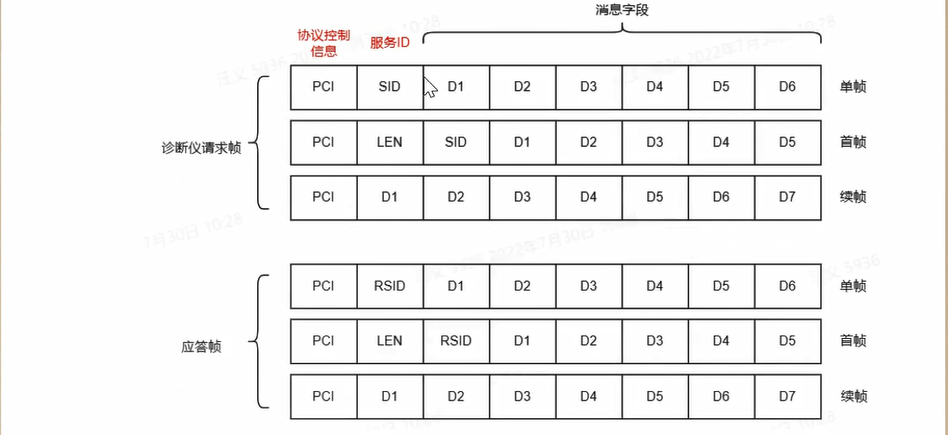 消息字段
协议控制
信息
服务ID
PCI SID D1 D2 D3 D4 D5 D6 单帧
诊断仪请求帧
PCI LEN SID D1 D2 D3 D4 D5 首帧
PCI D1 D2 D3 D4 D5 D6 D7 续帧
7月30日 10:28
2022年7月30日
5936
PCI RSID D1 D2 D3 D4 D5 D6 单帧
应答帧
PCI LEN RSID D1 D2 D3 D4 D5 首帧
PCI D1 D2 D3 D4 D5 D6 D7 续帧